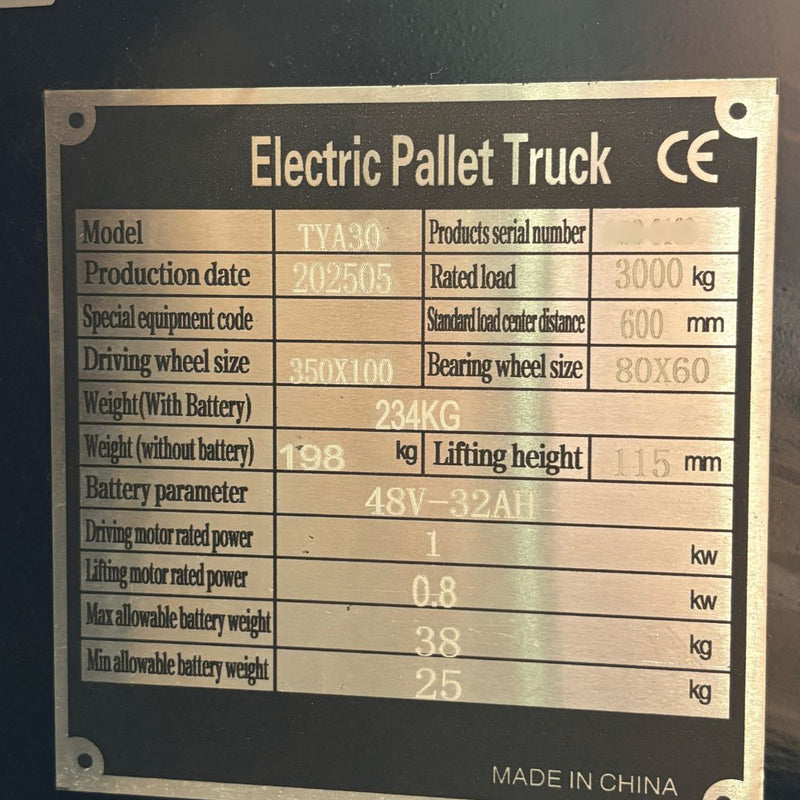 Electric Pallet Truck CE
Model TYA30 Products serial number
Production date 202505 Rated load 3000 kg
Special equipment code Standard load center distance 600 mm
Driving wheel size 350X100 Bearing wheel size 80X60
Weight(With Battery) 234KG
Weight (without battery) 198 kg Lifting height 115 mm
Battery parameter 48V-32AH
Driving motor rated power 1 kw
Lifting motor rated power 0.8 kw
Max allowable battery weight 38 kg
Min allowable battery weight 25 kg
MADE IN CHINA